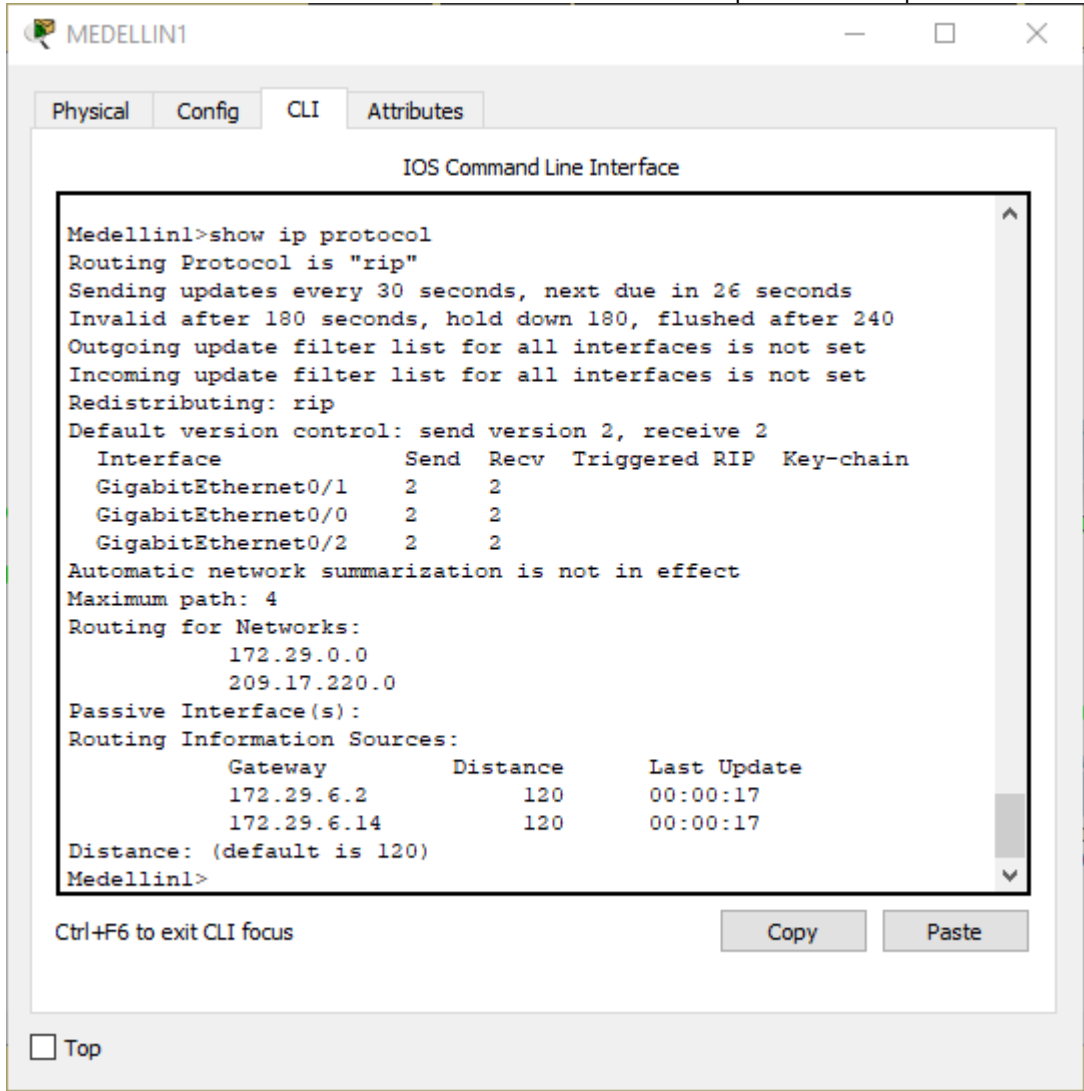 MEDELLIN1
Physical Config CLI Attributes
IOS Command Line Interface
Medellin1>show ip protocol
Routing Protocol is "rip"
Sending updates every 30 seconds, next due in 26 seconds
Invalid after 180 seconds, hold down 180, flushed after 240
Outgoing update filter list for all interfaces is not set
Incoming update filter list for all interfaces is not set
Redistributing: rip
Default version control: send version 2, receive 2
Interface Send Recv Triggered RIP Key-chain
GigabitEthernet0/1 2 2
GigabitEthernet0/0 2 2
GigabitEthernet0/2 2 2
Automatic network summarization is not in effect
Maximum path: 4
Routing for Networks:
172.29.0.0
209.17.220.0
Passive Interface(s):
Routing Information Sources:
Gateway Distance Last Update
172.29.6.2 120 00:00:17
172.29.6.14 120 00:00:17
Distance: (default is 120)
Medellin1>
Ctrl+F6 to exit CLI focus Copy Paste
Top